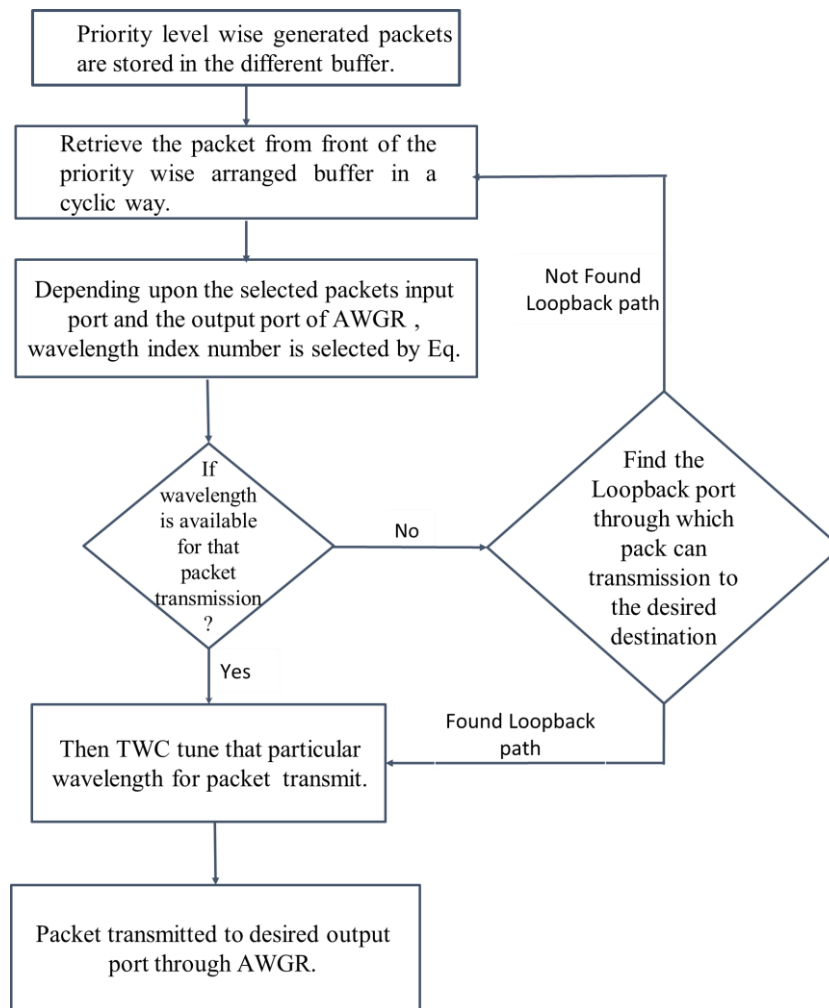 Priority level wise generated packets
are stored in the different buffer.
Retrieve the packet from front of the
priority wise arranged buffer in a
cyclic way.
Not Found
Loopback path
Depending upon the selected packets input
port and the output port of AWGR ,
wavelength index number is selected by Eq.
If
wavelength
is available
for that
packet
transmission
?
No
Find the
Loopback port
through which
pack can
transmission to
the desired
destination
Yes
Found Loopback
path
Then TWC tune that particular
wavelength for packet transmit.
Packet transmitted to desired output
port through AWGR.